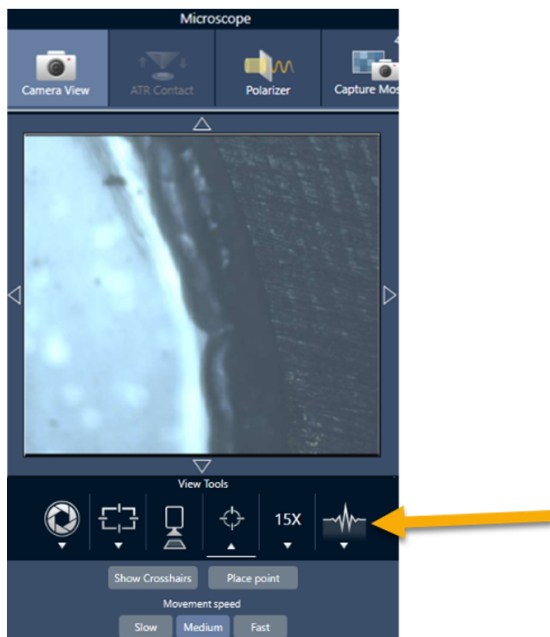 Microscope
4
Camera View ATR Contact Polarizer Capture Mos
View Tools
15X
Show Crosshairs Place point
Movement speed
Slow Medium Fast